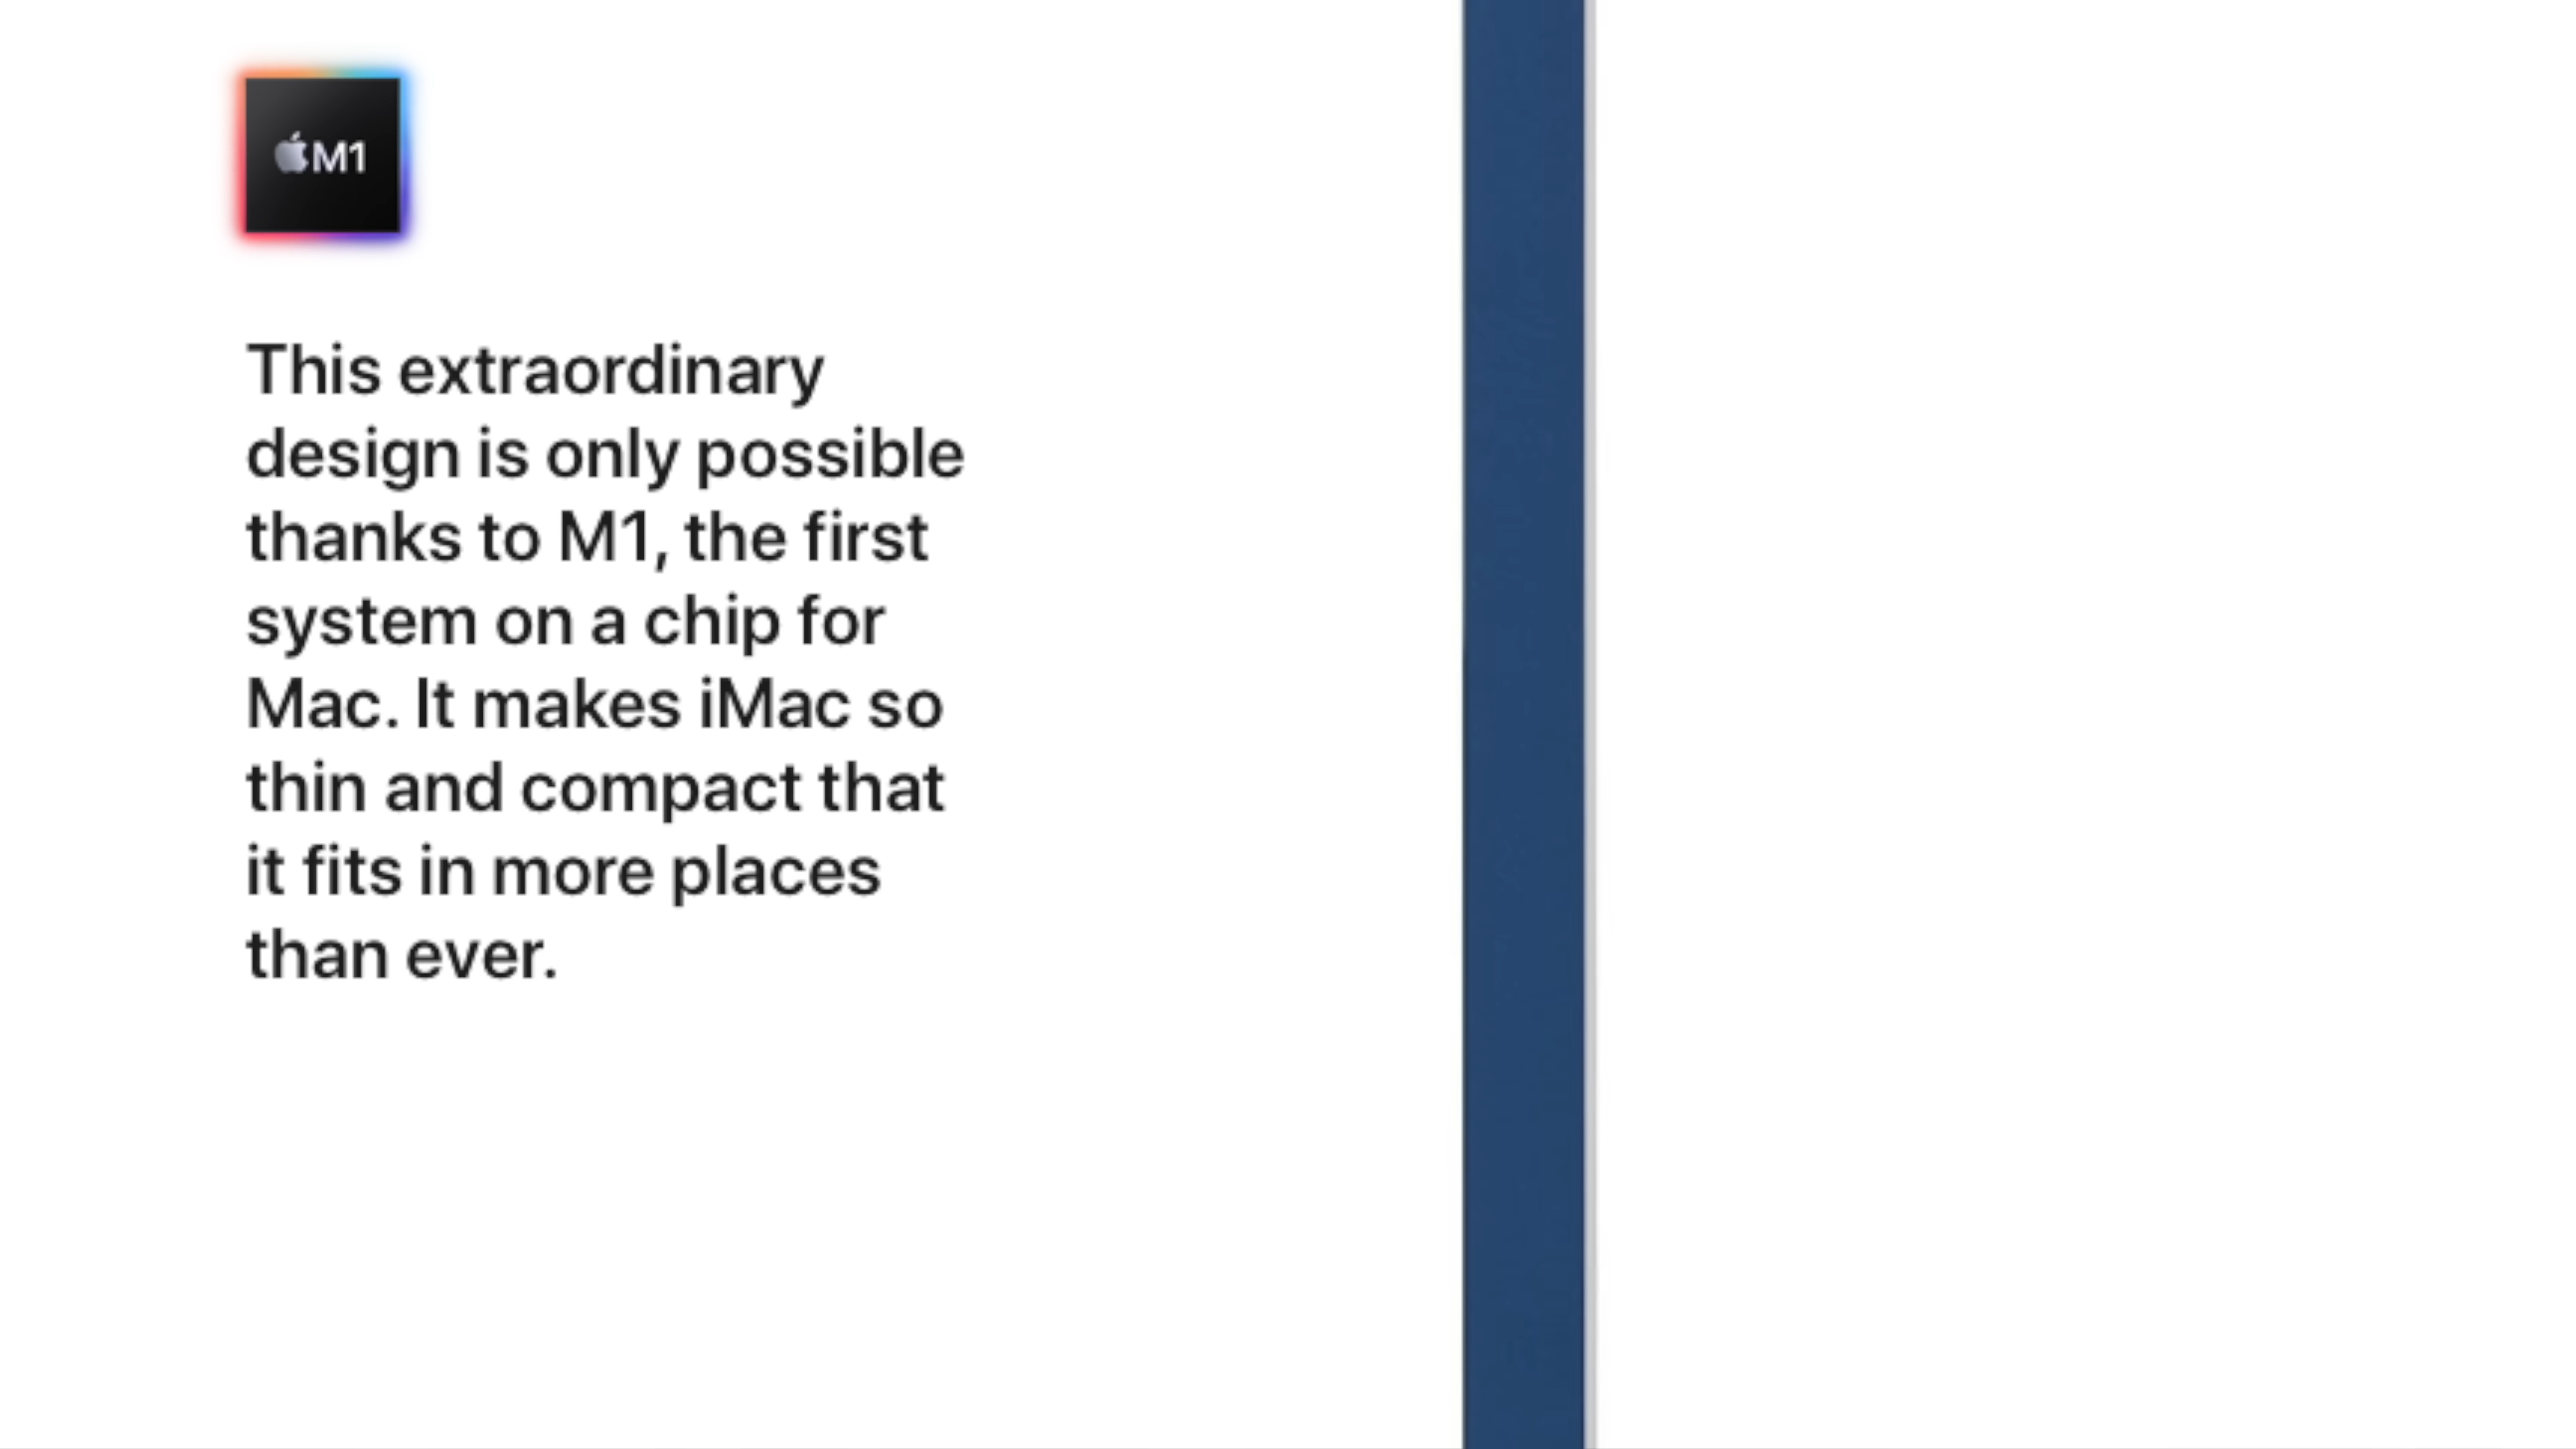 M1
This extraordinary
design is only possible
thanks to M1, the first
system on a chip for
Mac. It makes iMac so
thin and compact that
it fits in more places
than ever.